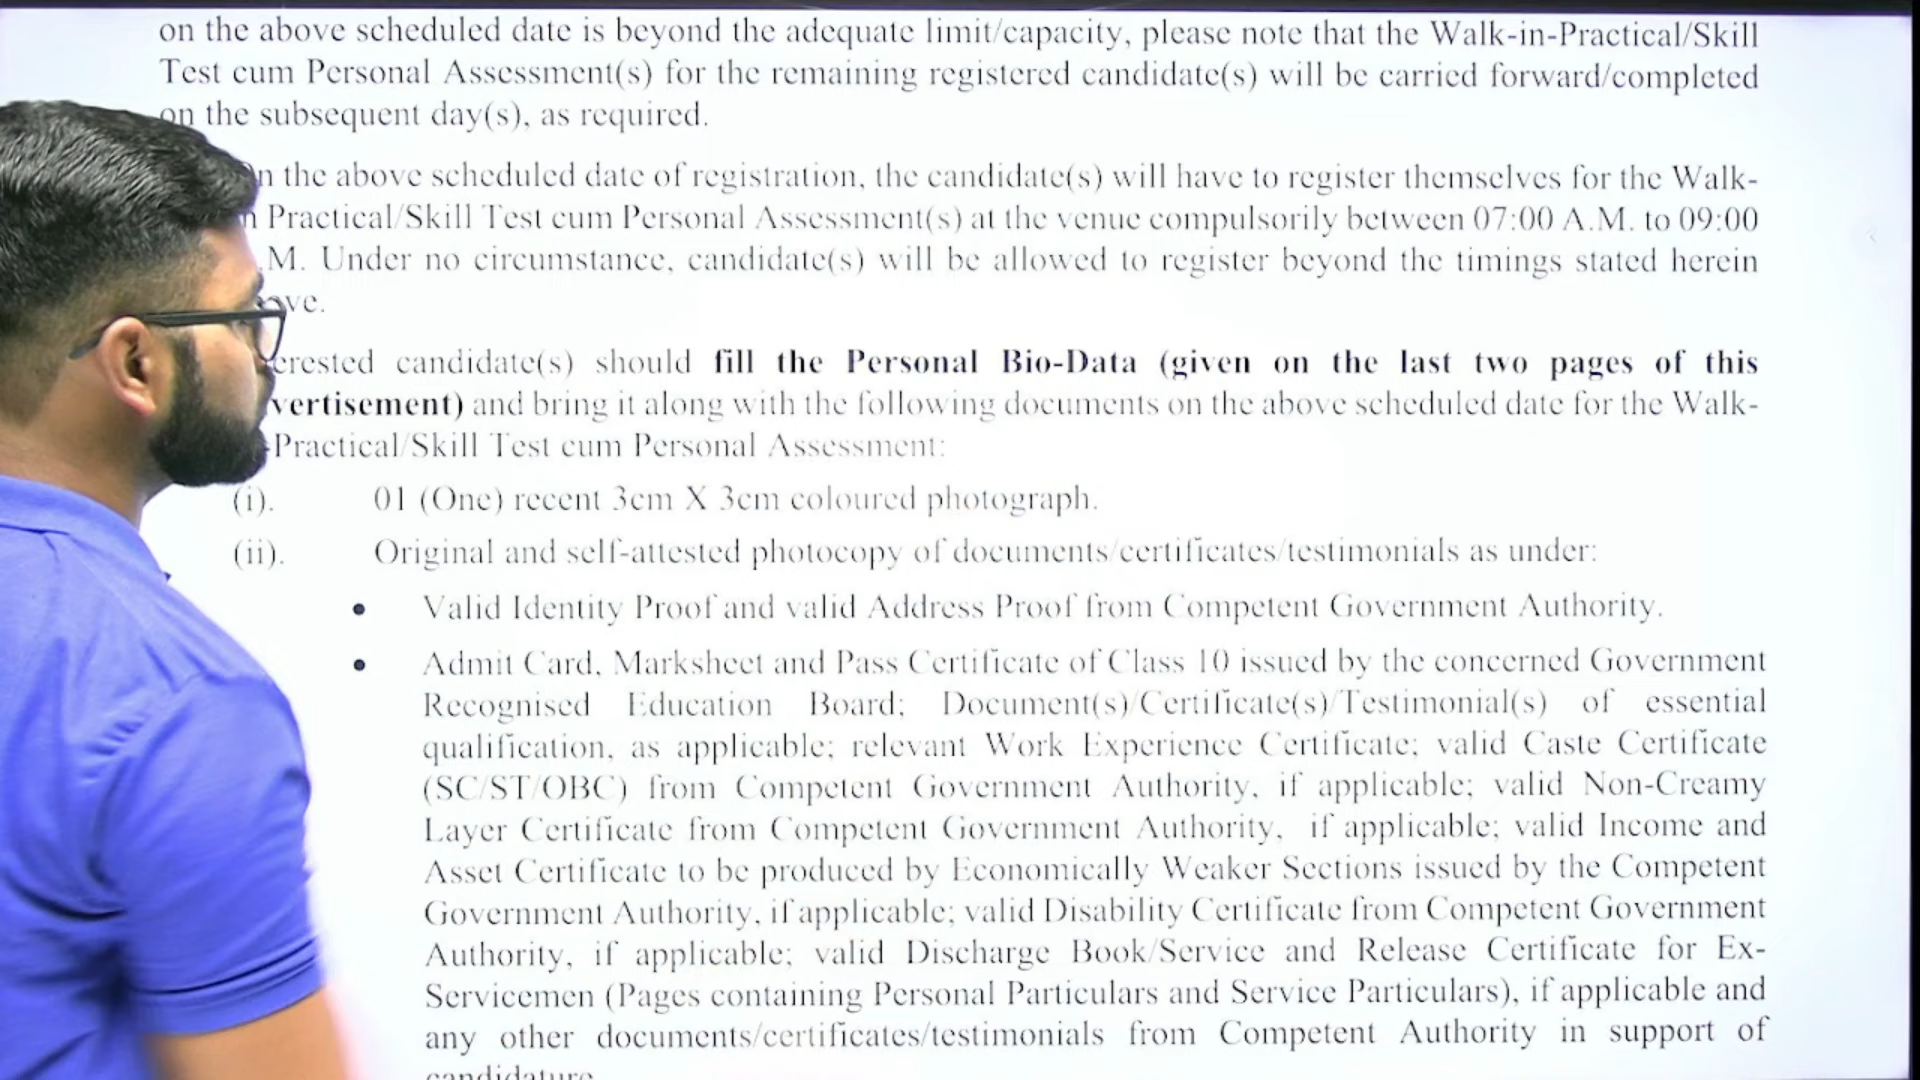 on the above scheduled date is beyond the adequate limit/capacity, please note that the Walk-in-Practical/Skill
Test cum Personal Assessment(s) for the remaining registered candidate(s) will be carried forward/completed
on the subsequent day(s), as required.
n the above scheduled date of registration, the candidate(s) will have to register themselves for the Walk-
n Practical/Skill Test cum Personal Assessment(s) at the venue compulsorily between 07:00 A.M. to 09:00
.M. Under no circumstance, candidate(s) will be allowed to register beyond the timings stated herein
ve.
erested candidate(s) should fill the Personal Bio-Data (given on the last two pages of this
vertisement) and bring it along with the following documents on the above scheduled date for the Walk-
-Practical/Skill Test cum Personal Assessment:
(i). 01 (One) recent 3cm X 3cm coloured photograph.
(ii). Original and self-attested photocopy of documents/certificates/testimonials as under:
• Valid Identity Proof and valid Address Proof from Competent Government Authority.
• Admit Card, Marksheet and Pass Certificate of Class 10 issued by the concerned Government
Recognised Education Board; Document(s)/Certificate(s)/Testimonial(s) of essential
qualification, as applicable; relevant Work Experience Certificate; valid Caste Certificate
(SC/ST/OBC) from Competent Government Authority, if applicable; valid Non-Creamy
Layer Certificate from Competent Government Authority, if applicable; valid Income and
Asset Certificate to be produced by Economically Weaker Sections issued by the Competent
Government Authority, if applicable; valid Disability Certificate from Competent Government
Authority, if applicable; valid Discharge Book/Service and Release Certificate for Ex-
Servicemen (Pages containing Personal Particulars and Service Particulars), if applicable and
any other documents/certificates/testimonials from Competent Authority in support of
candidature